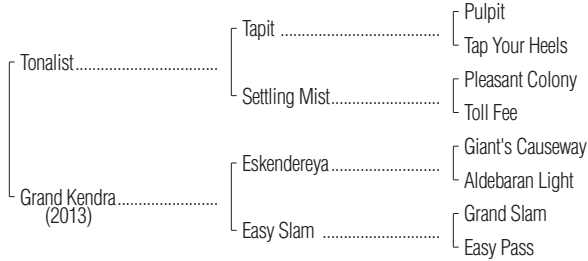 Pulpit
Tapit ..............................
Tap Your Heels
Tonalist...............................
Pleasant Colony
Settling Mist.......................
Toll Fee
Giant's Causeway
Eskendereya.......................
Aldebaran Light
Grand Kendra.....................
(2013)
Grand Slam
Easy Slam .........................
Easy Pass